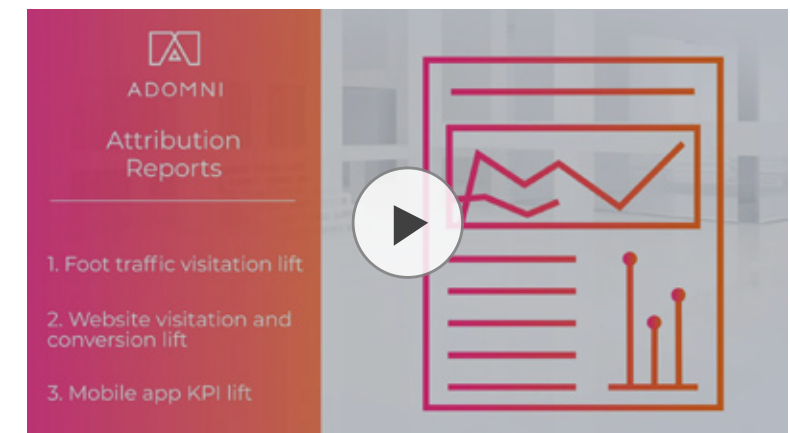 ADOMNI
Attribution
Reports
1. Foot traffic visitation lift
2. Website visitation and
conversion lift
3. Mobile app KPI lift